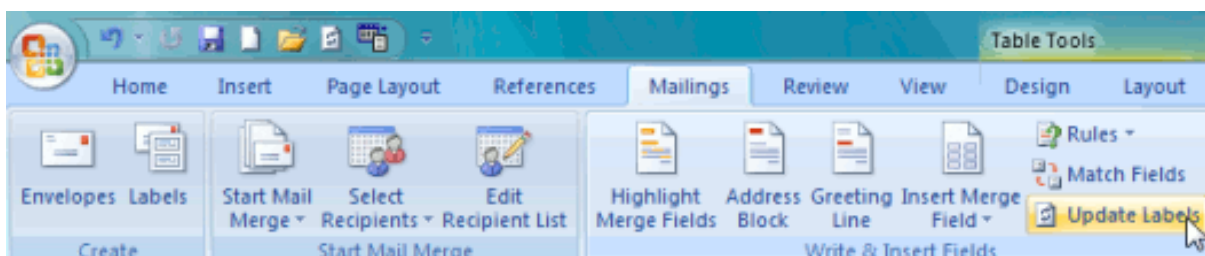 Table Tools
Home Insert Page Layout References Mailings Review View Design Layout
Envelopes Labels Start Mail Merge Select Recipients Edit Recipient List Highlight Merge Fields Address Block Greeting Line Insert Merge Field
Rules
Match Fields
Update Labels
Create Start Mail Merge Write & Insert Fields